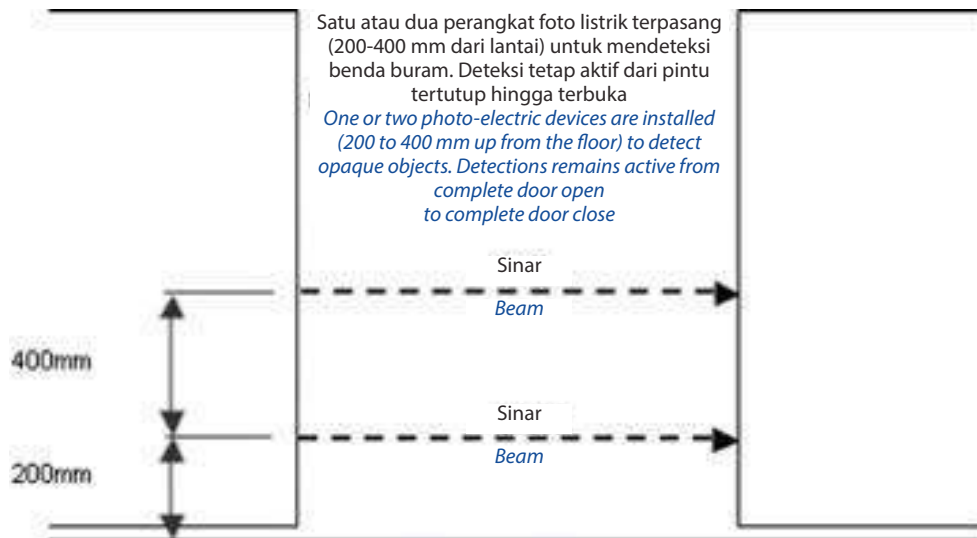 Satu atau dua perangkat foto listrik terpasang
(200-400 mm dari lantai) untuk mendeteksi
benda buram. Deteksi tetap aktif dari pintu
tertutup hingga terbuka
One or two photo-electric devices are installed
(200 to 400 mm up from the floor) to detect
opaque objects. Detections remains active from
complete door open
to complete door close
Sinar
Beam
400mm
Sinar
Beam
200mm